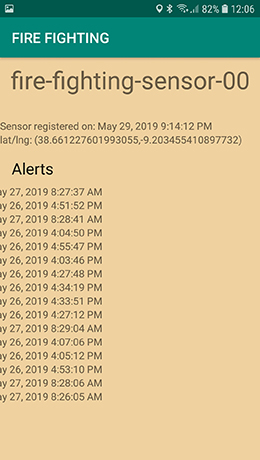 82% 12:06
FIRE FIGHTING
fire-fighting-sensor-00
Sensor registered on: May 29, 2019 9:14:12 PM
lat/lng: (38.661227601993055,-9.203455410897732)
Alerts
ay 27, 2019 8:27:37 AM
ay 26, 2019 4:51:52 PM
ay 27, 2019 8:28:41 AM
ay 26, 2019 4:04:50 PM
ay 26, 2019 4:55:47 PM
ay 26, 2019 4:03:46 PM
ay 26, 2019 4:27:48 PM
ay 26, 2019 4:34:19 PM
ay 26, 2019 4:33:51 PM
ay 26, 2019 4:27:12 PM
ay 27, 2019 8:29:04 AM
ay 26, 2019 4:07:06 PM
ay 26, 2019 4:05:12 PM
ay 26, 2019 4:53:10 PM
ay 27, 2019 8:28:06 AM
ay 27, 2019 8:26:05 AM